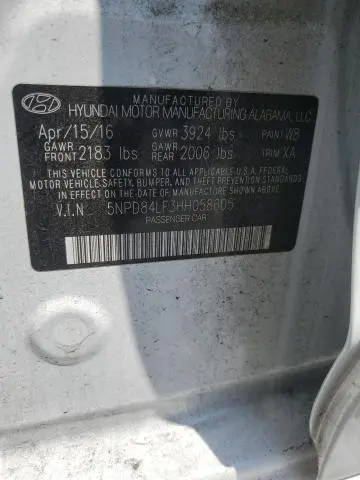 MANUFACTURED BY
HYUNDAI MOTOR MANUFACTURING ALABAMA, LLC
Apr/15/16 GVWR 3924 lbs PAINT WB
GAWR FRONT 2183 lbs GAWR REAR 2006 lbs TRIM XA
THIS VEHICLE CONFORMS TO ALL APPLICABLE U.S.A. FEDERAL
MOTOR VEHICLE SAFETY, BUMPER, AND THEFT PREVENTION
STANDARDS IN EFFECT ON THE DATE OF MANUFACTURE SHOWN ABOVE.
V.I.N 5NPD84LF3HH058605
PASSENGER CAR